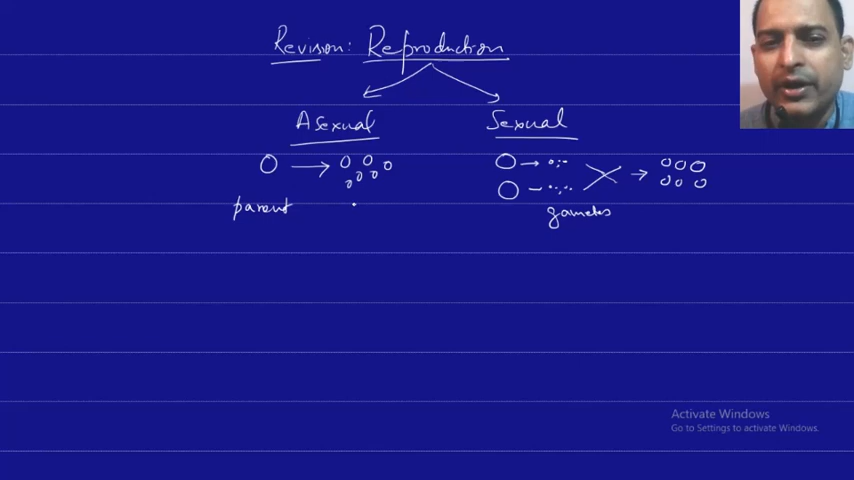 Revision: Reproduction
Asexual
Sexual
parent
gametes
Activate Windows
Go to Settings to activate Windows.